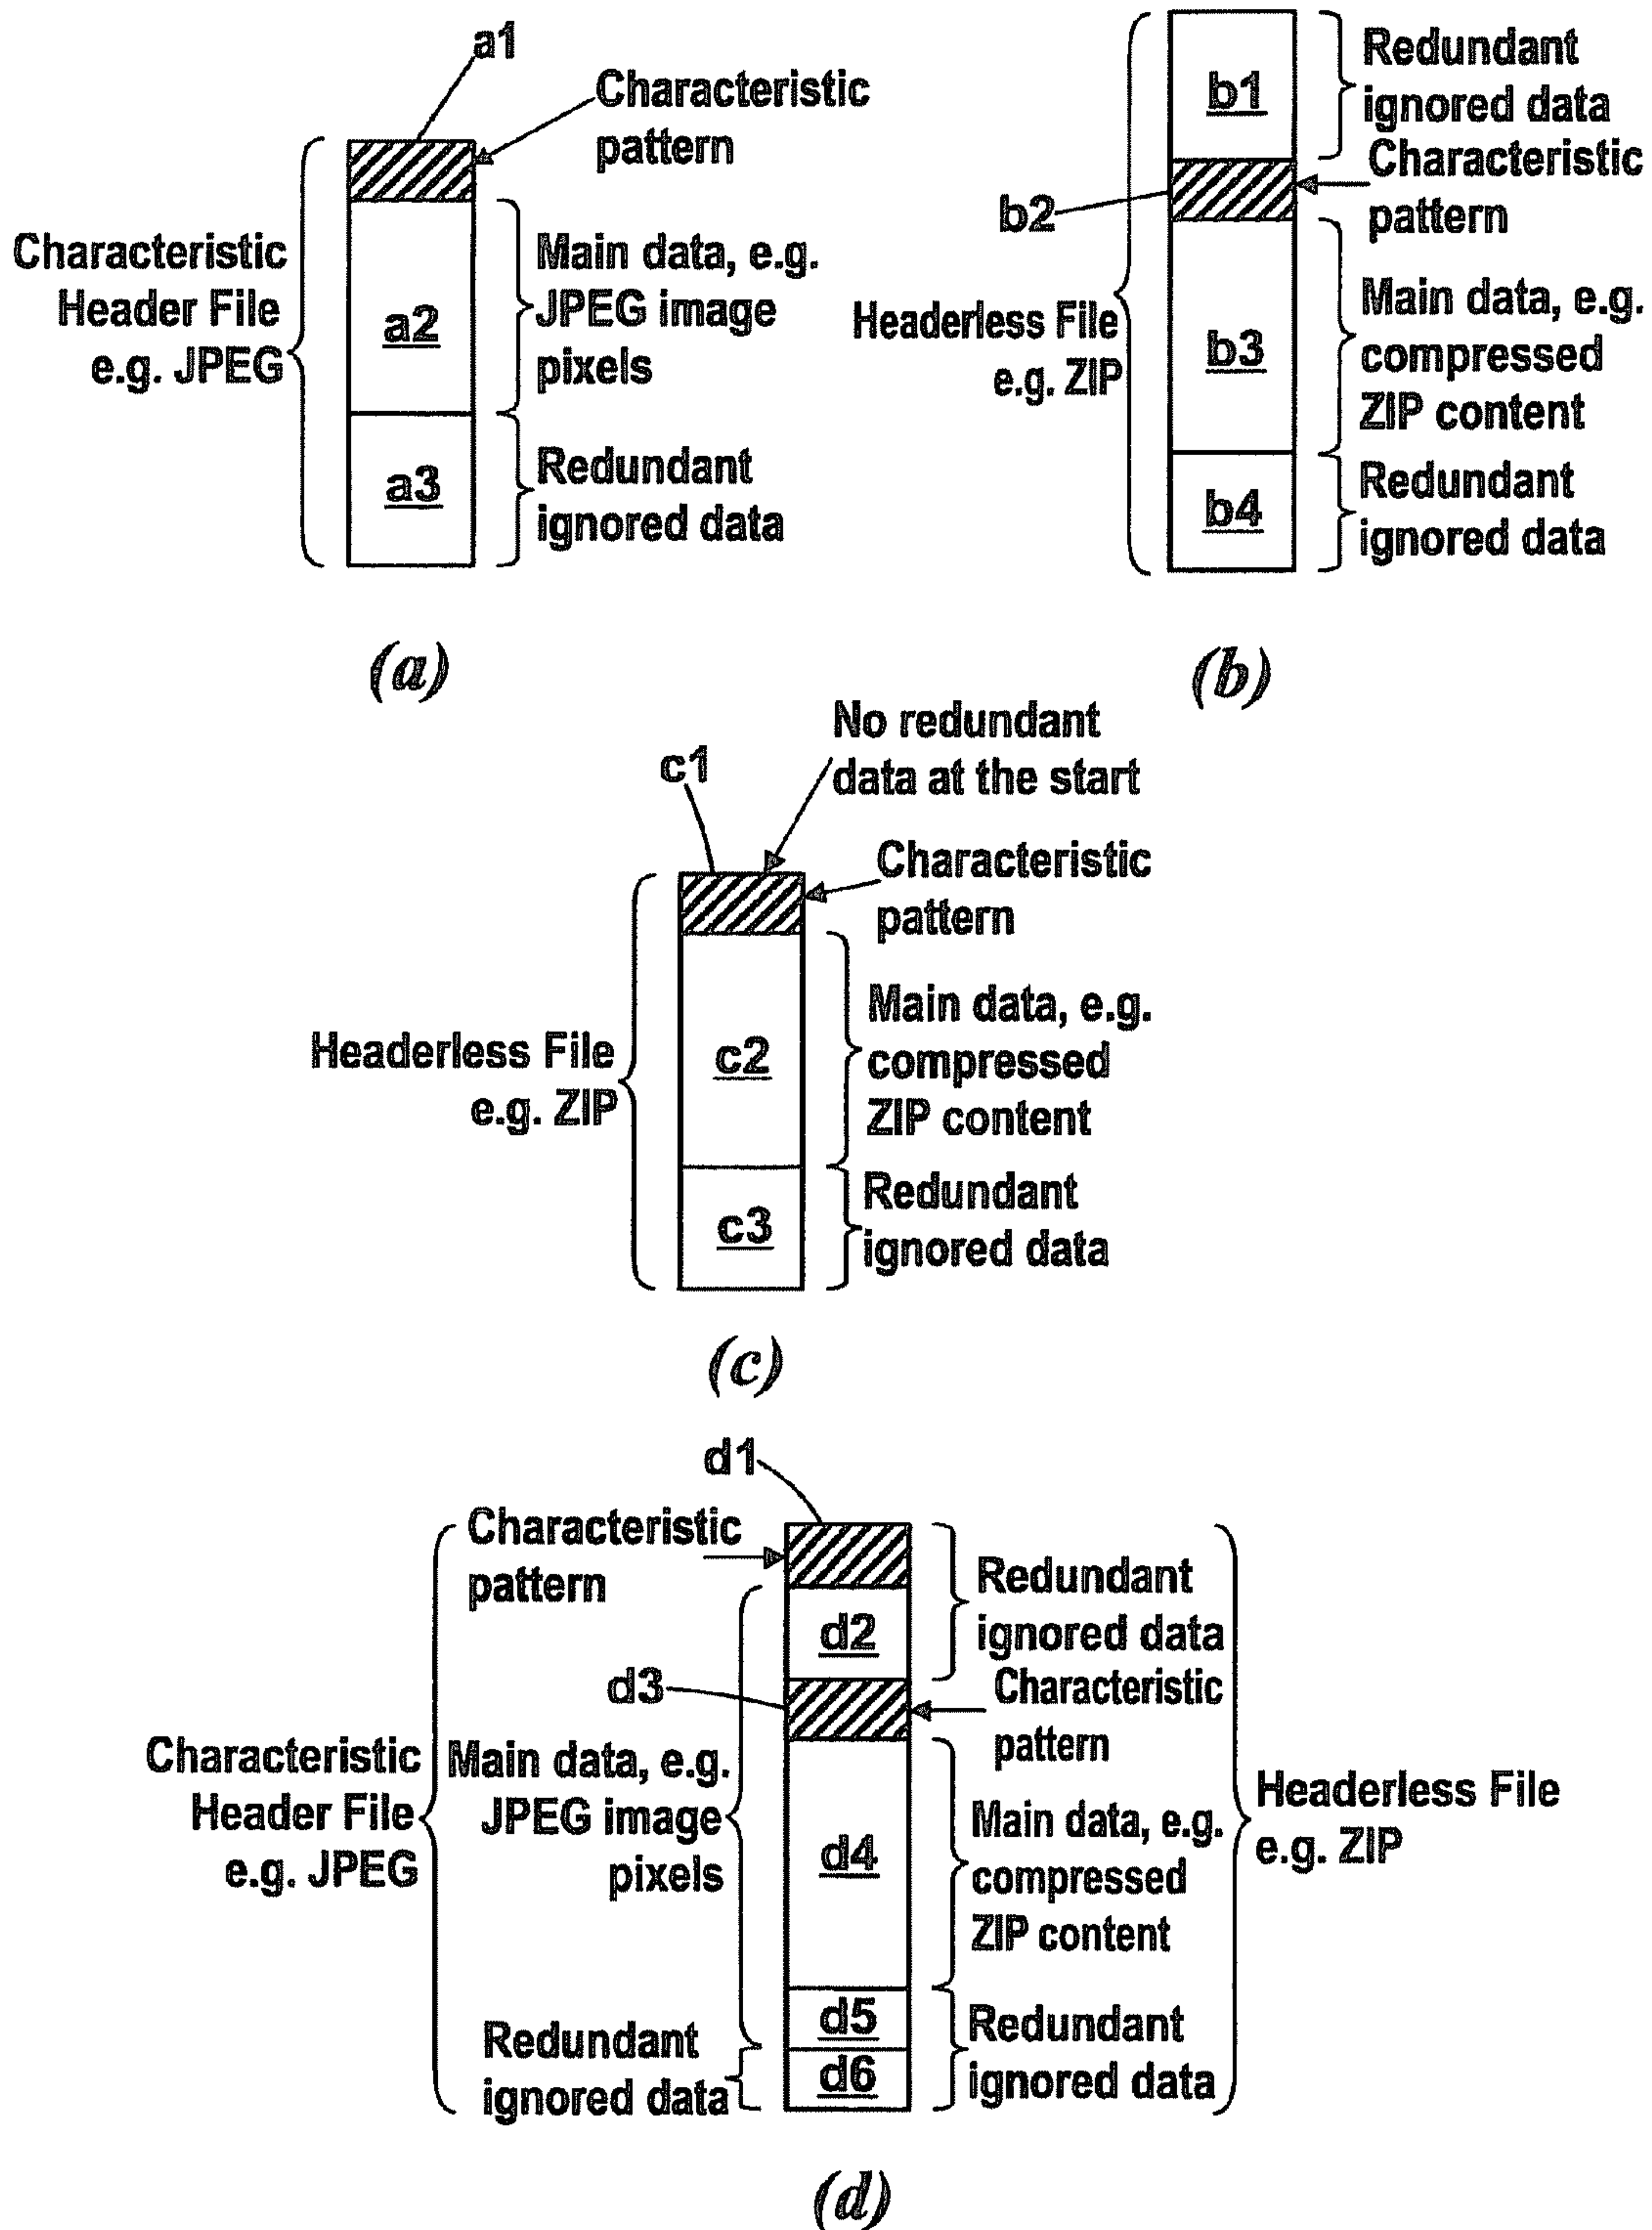 a1
Characteristic
pattern
Characteristic
Header File
e.g. JPEG
a2
Main data, e.g.
JPEG image
pixels
a3
Redundant
ignored data
(a)
b1
Redundant
ignored data
b2
Characteristic
pattern
Headerless File
e.g. ZIP
b3
Main data, e.g.
compressed
ZIP content
b4
Redundant
ignored data
(b)
c1
No redundant
data at the start
Characteristic
pattern
Headerless File
e.g. ZIP
c2
Main data, e.g.
compressed
ZIP content
c3
Redundant
ignored data
(c)
d1
Characteristic
pattern
d2
Redundant
ignored data
d3
Characteristic
pattern
Characteristic
Header File
e.g. JPEG
Main data, e.g.
JPEG image
pixels
d4
Main data, e.g.
compressed
ZIP content
Headerless File
e.g. ZIP
d5
Redundant
ignored data
d6
Redundant
ignored data
(d)